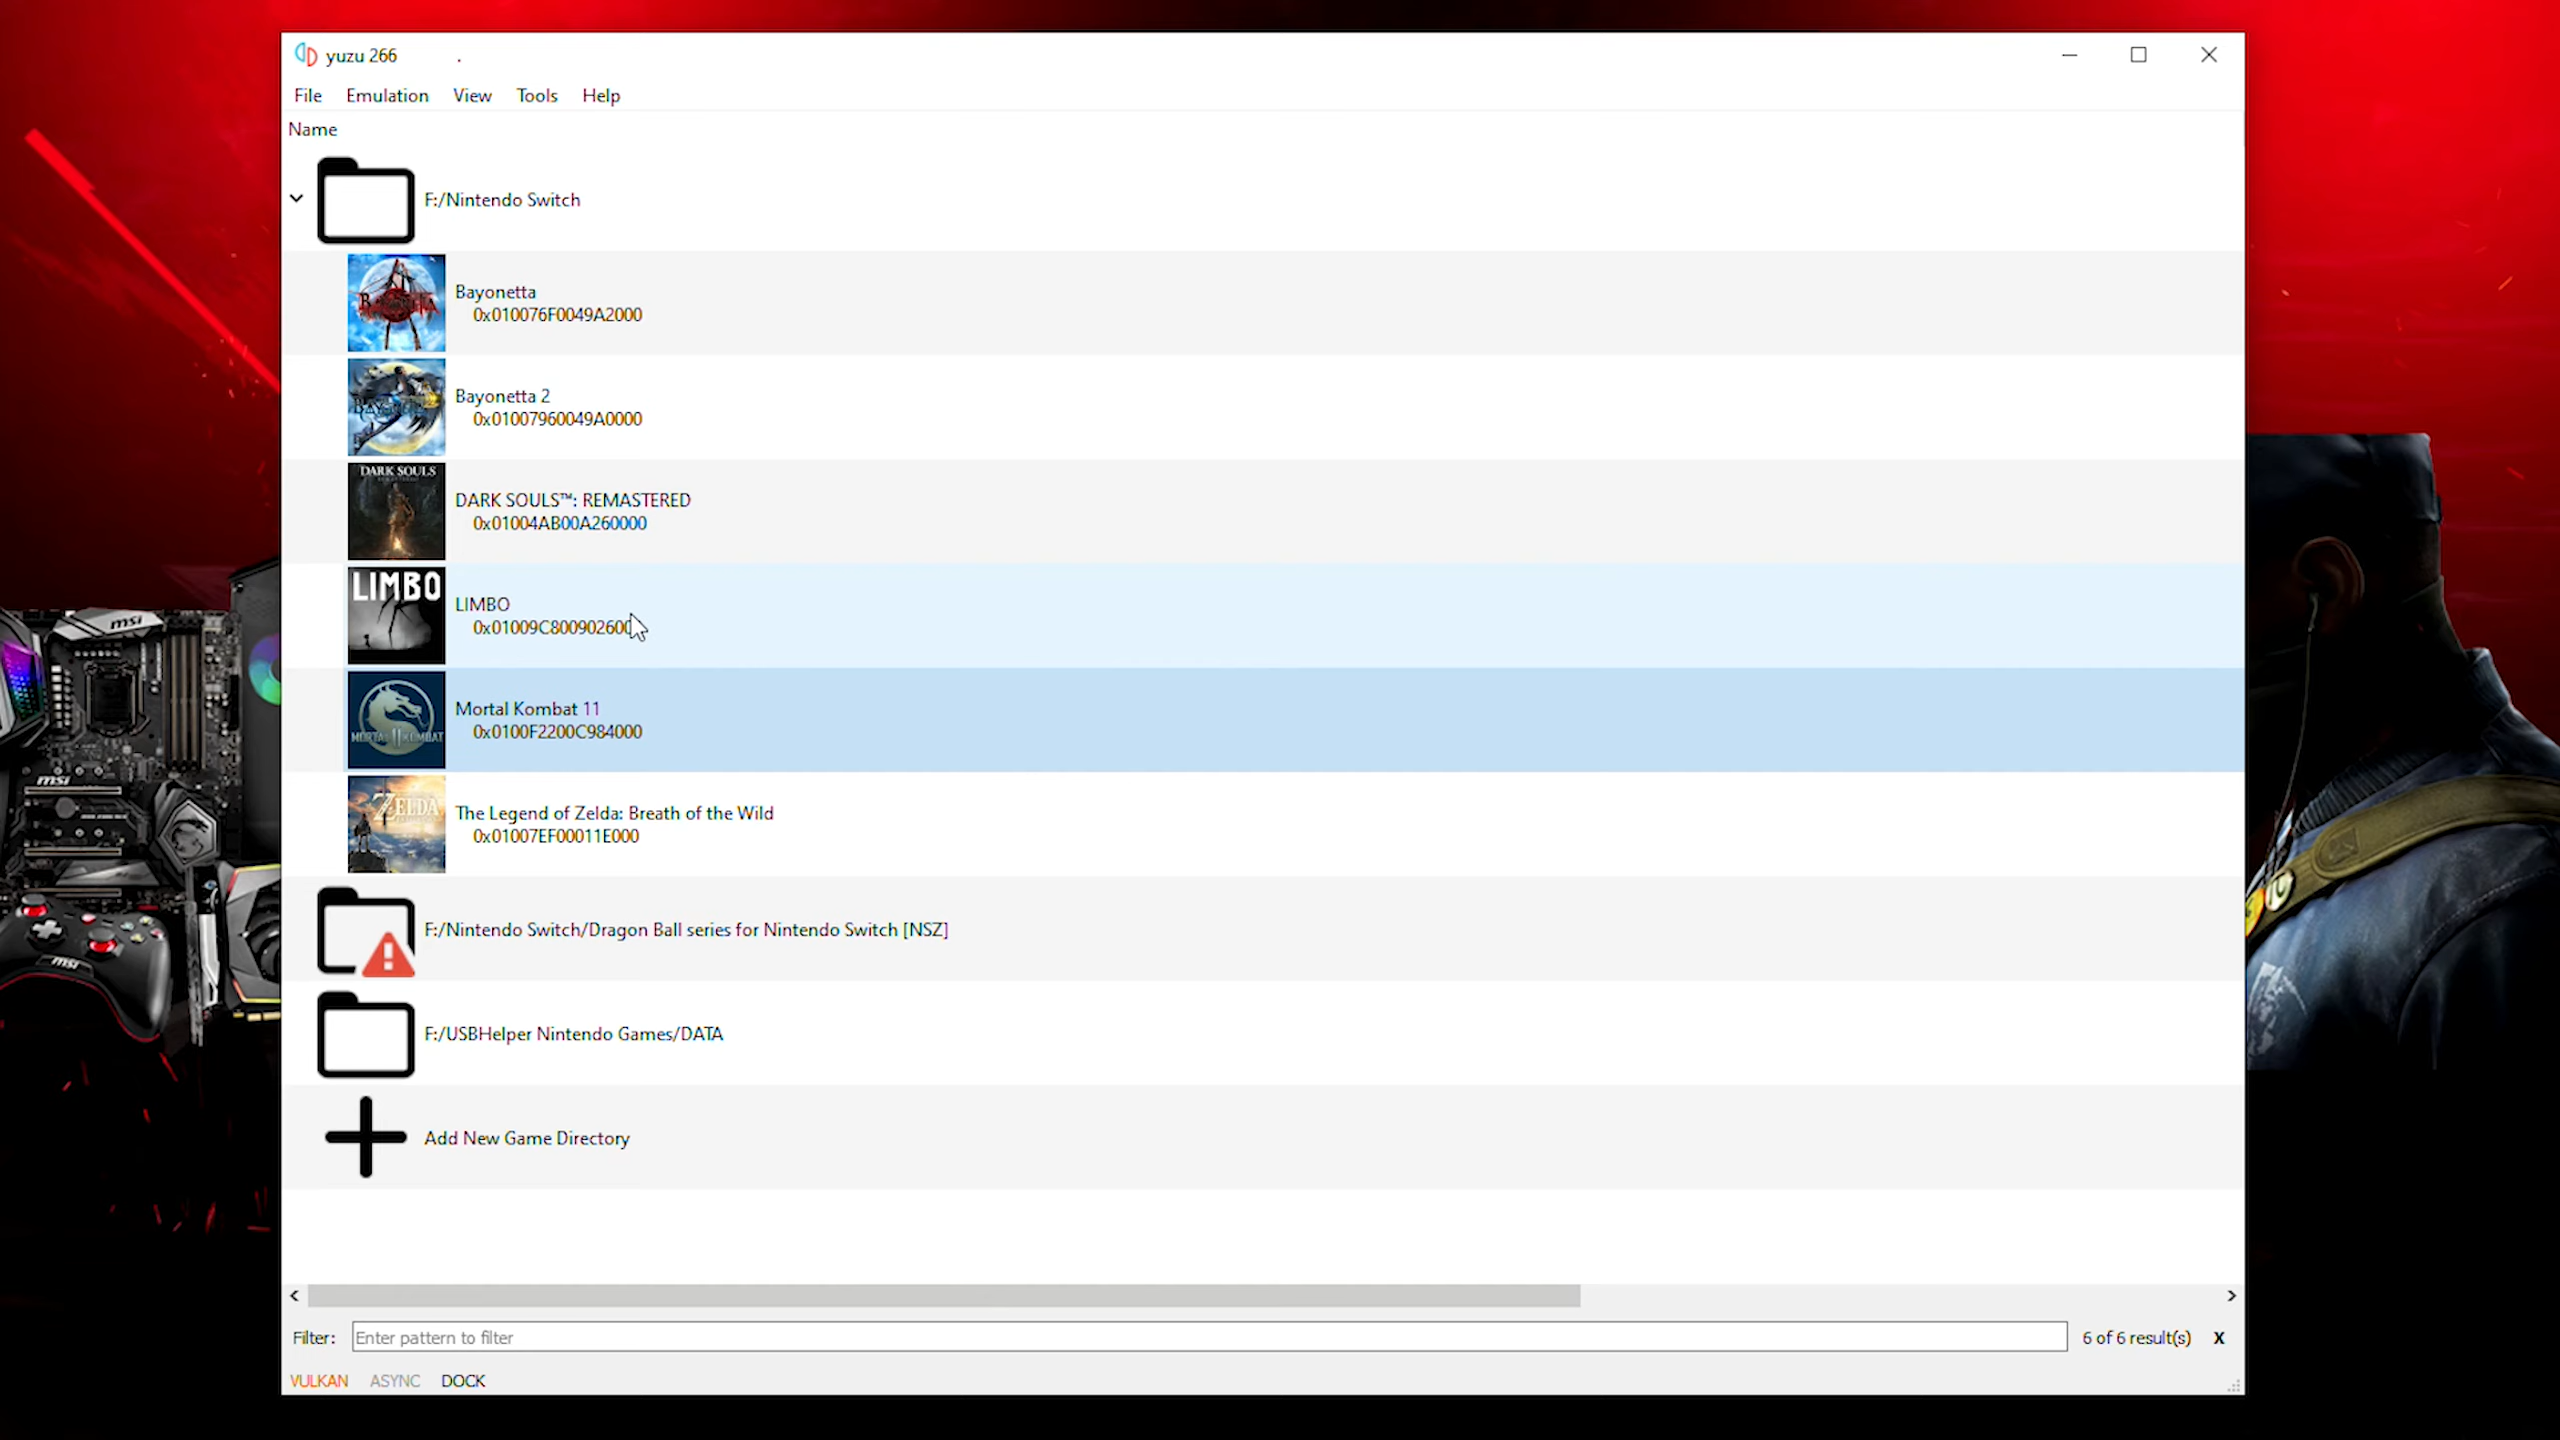 yuzu 266
File Emulation View Tools Help
Name
F:/Nintendo Switch
Bayonetta
0x010076F0049A2000
Bayonetta 2
0x01007960049A0000
DARK SOULS
DARK SOULS™: REMASTERED
0x01004AB00A260000
LIMBO
LIMBO
0x01009C800902600
Mortal Kombat 11
0x0100F2200C984000
MORTAL KOMBAT
ZELDA
The Legend of Zelda: Breath of the Wild
0x01007EF00011E000
F:/Nintendo Switch/Dragon Ball series for Nintendo Switch [NSZ]
F:/USBHelper Nintendo Games/DATA
Add New Game Directory
Filter: Enter pattern to filter 6 of 6 result(s) X
VULKAN ASYNC DOCK
msi
msi
msi